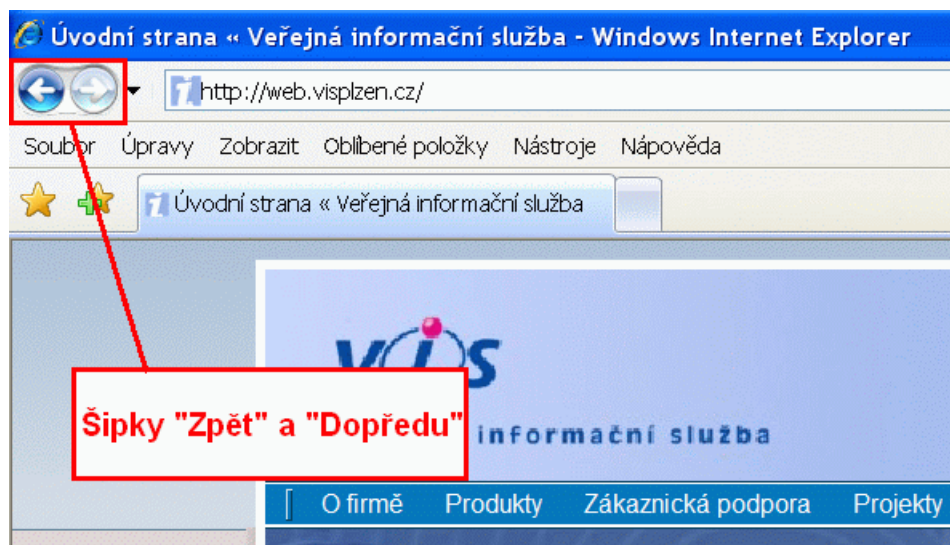 Úvodní strana « Veřejná informační služba - Windows Internet Explorer
http://web.visplzen.cz/
Soubor Úpravy Zobrazit Oblíbené položky Nástroje Nápověda
Úvodní strana « Veřejná informační služba
vis
Šipky "Zpět" a "Dopředu"
informační služba
O firmě Produkty Zákaznická podpora Projekty